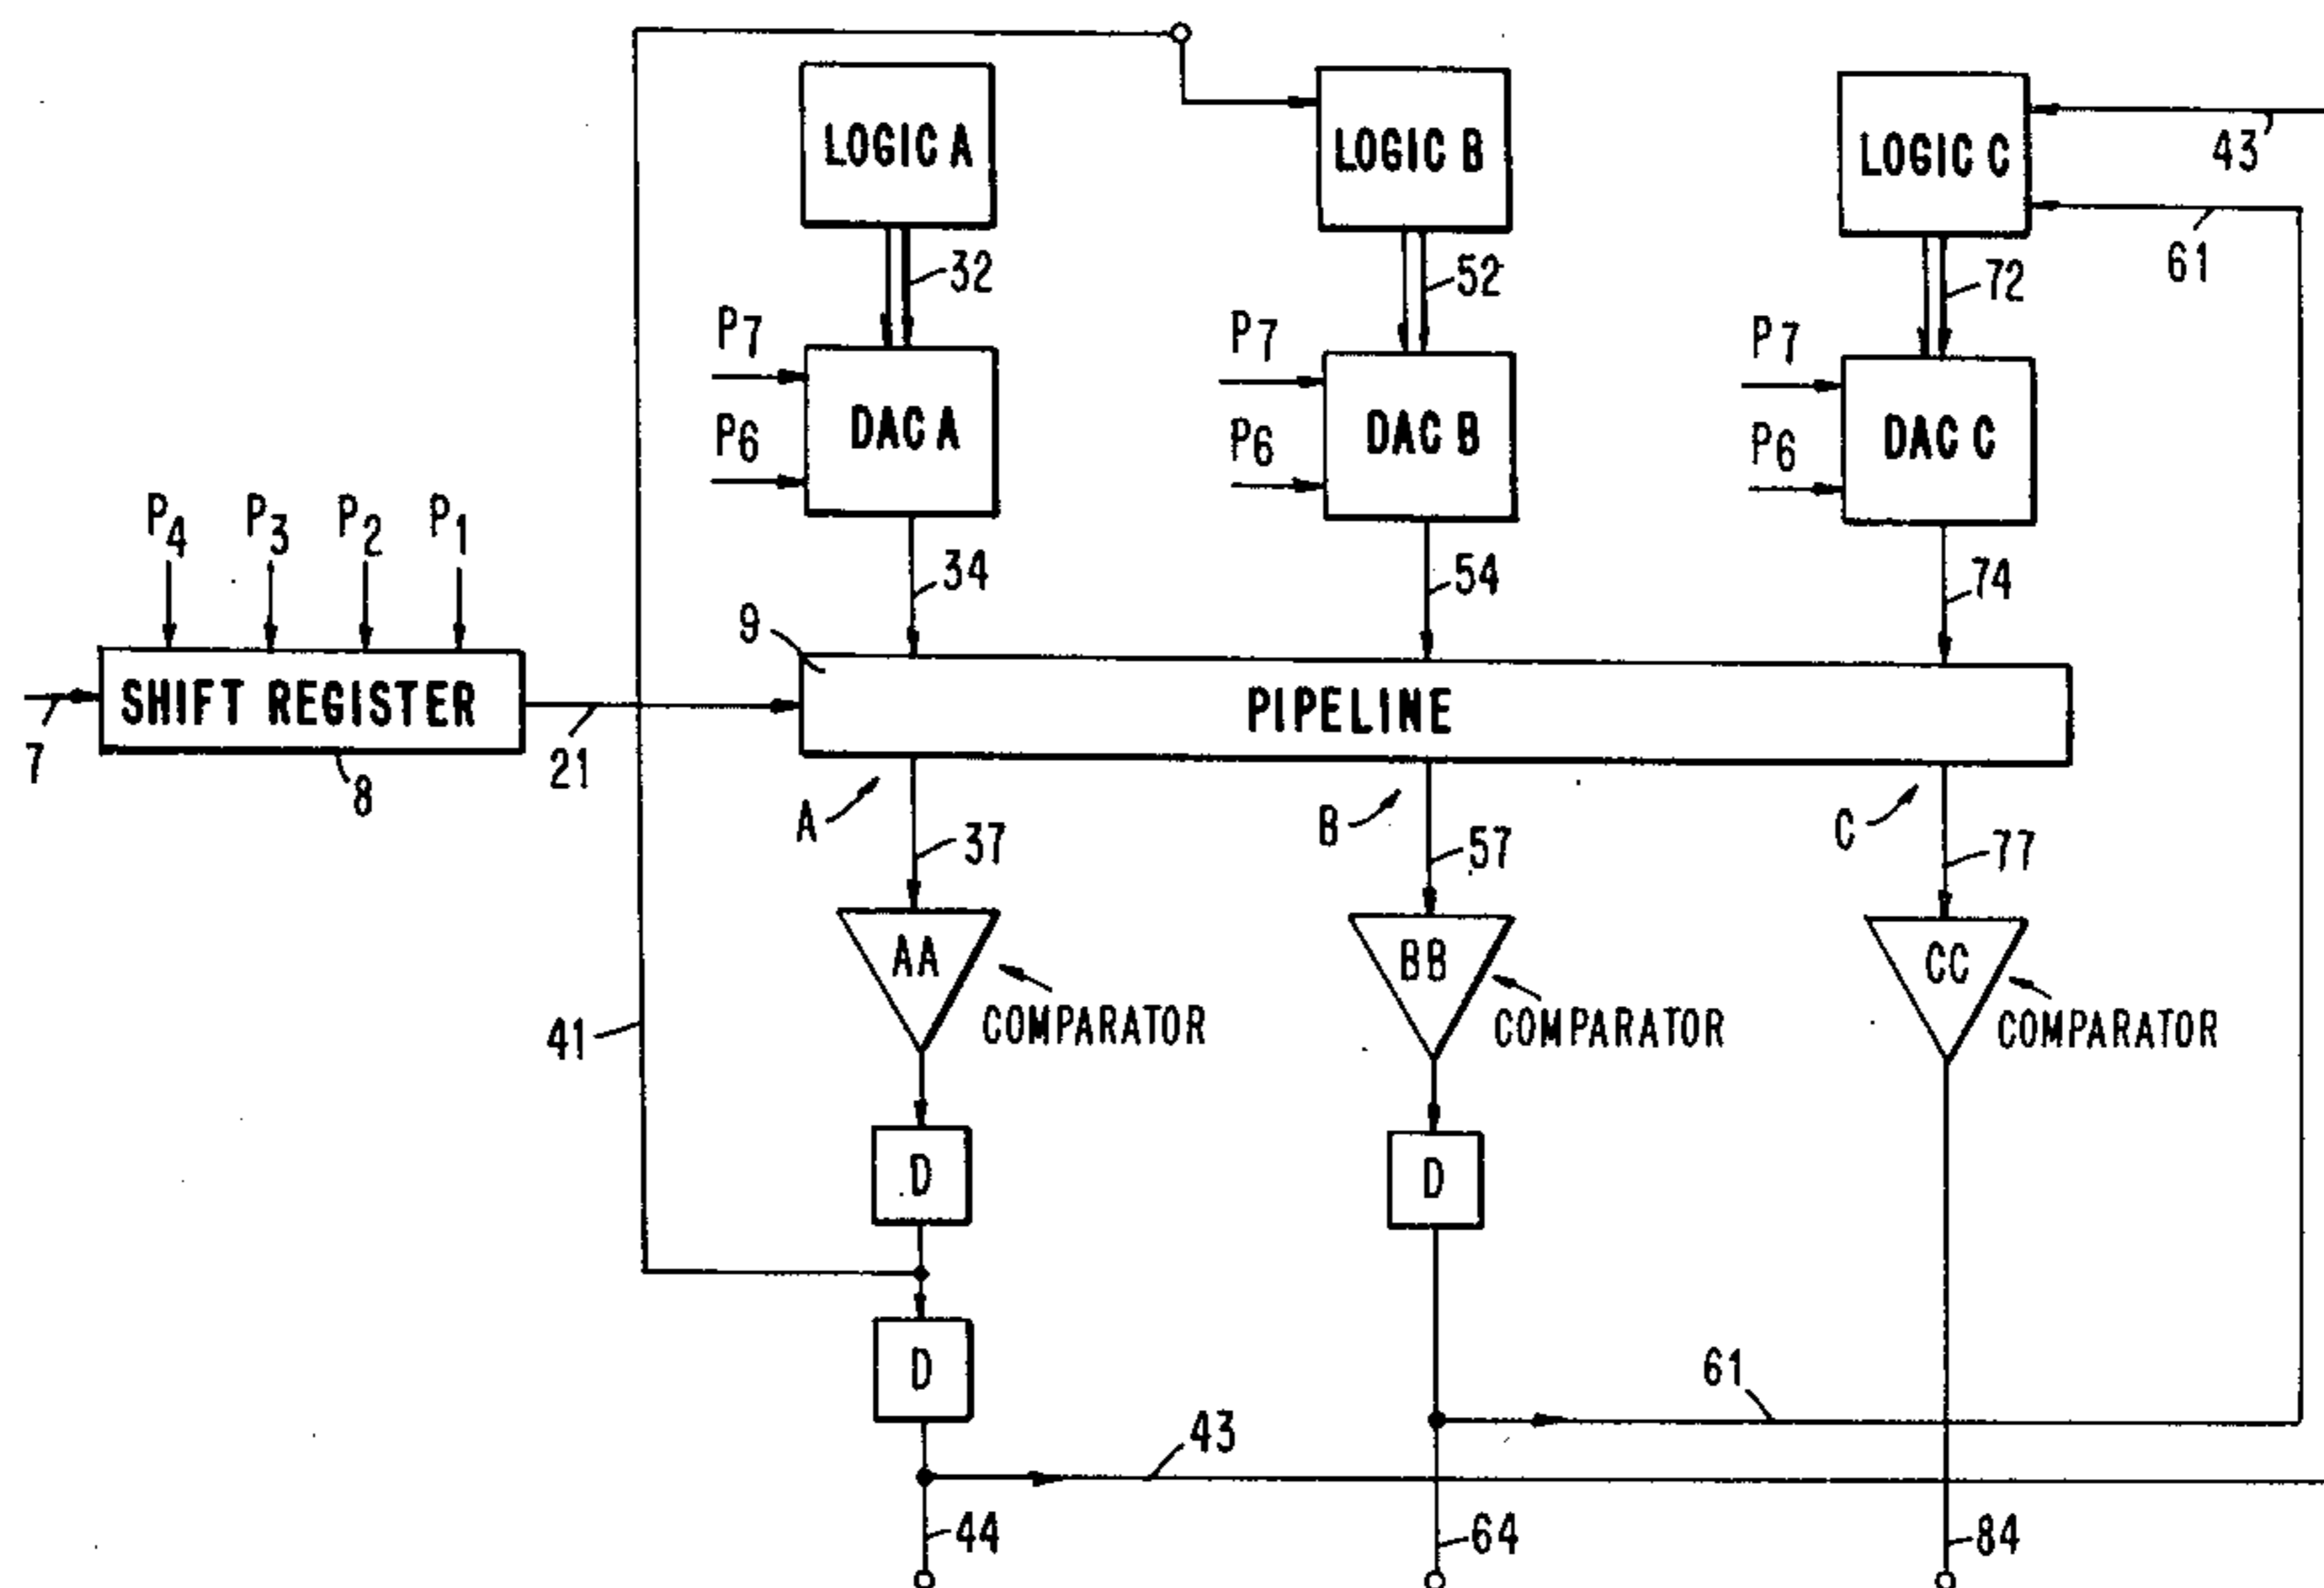 LOGIC A
LOGIC B
LOGIC C
43
61
32
52
72
P7
P7
P7
DAC A
DAC B
DAC C
P6
P6
P6
P4
P3
P2
P1
34
54
74
9
SHIFT REGISTER
PIPELINE
7
8
21
A
B
C
37
57
77
AA
BB
CC
COMPARATOR
COMPARATOR
COMPARATOR
41
D
D
D
61
43
44
64
84